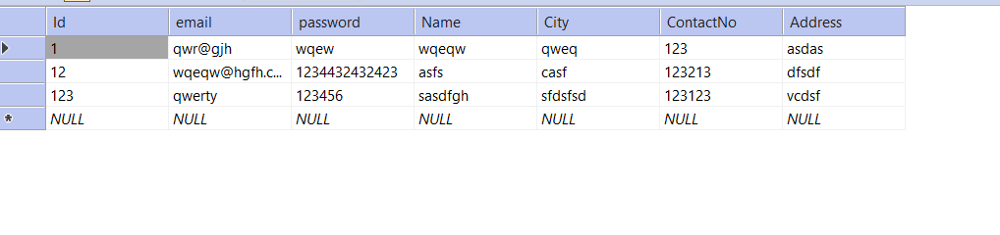 Id email password Name City ContactNo Address
1 qwr@gjh wqew wqeqw qweq 123 asdas
12 wqeqw@hgfh.c... 1234432432423 asfs casf 123213 dfsdf
123 qwerty 123456 sasdfgh sfdsfsd 123123 vcdsf
NULL NULL NULL NULL NULL NULL NULL